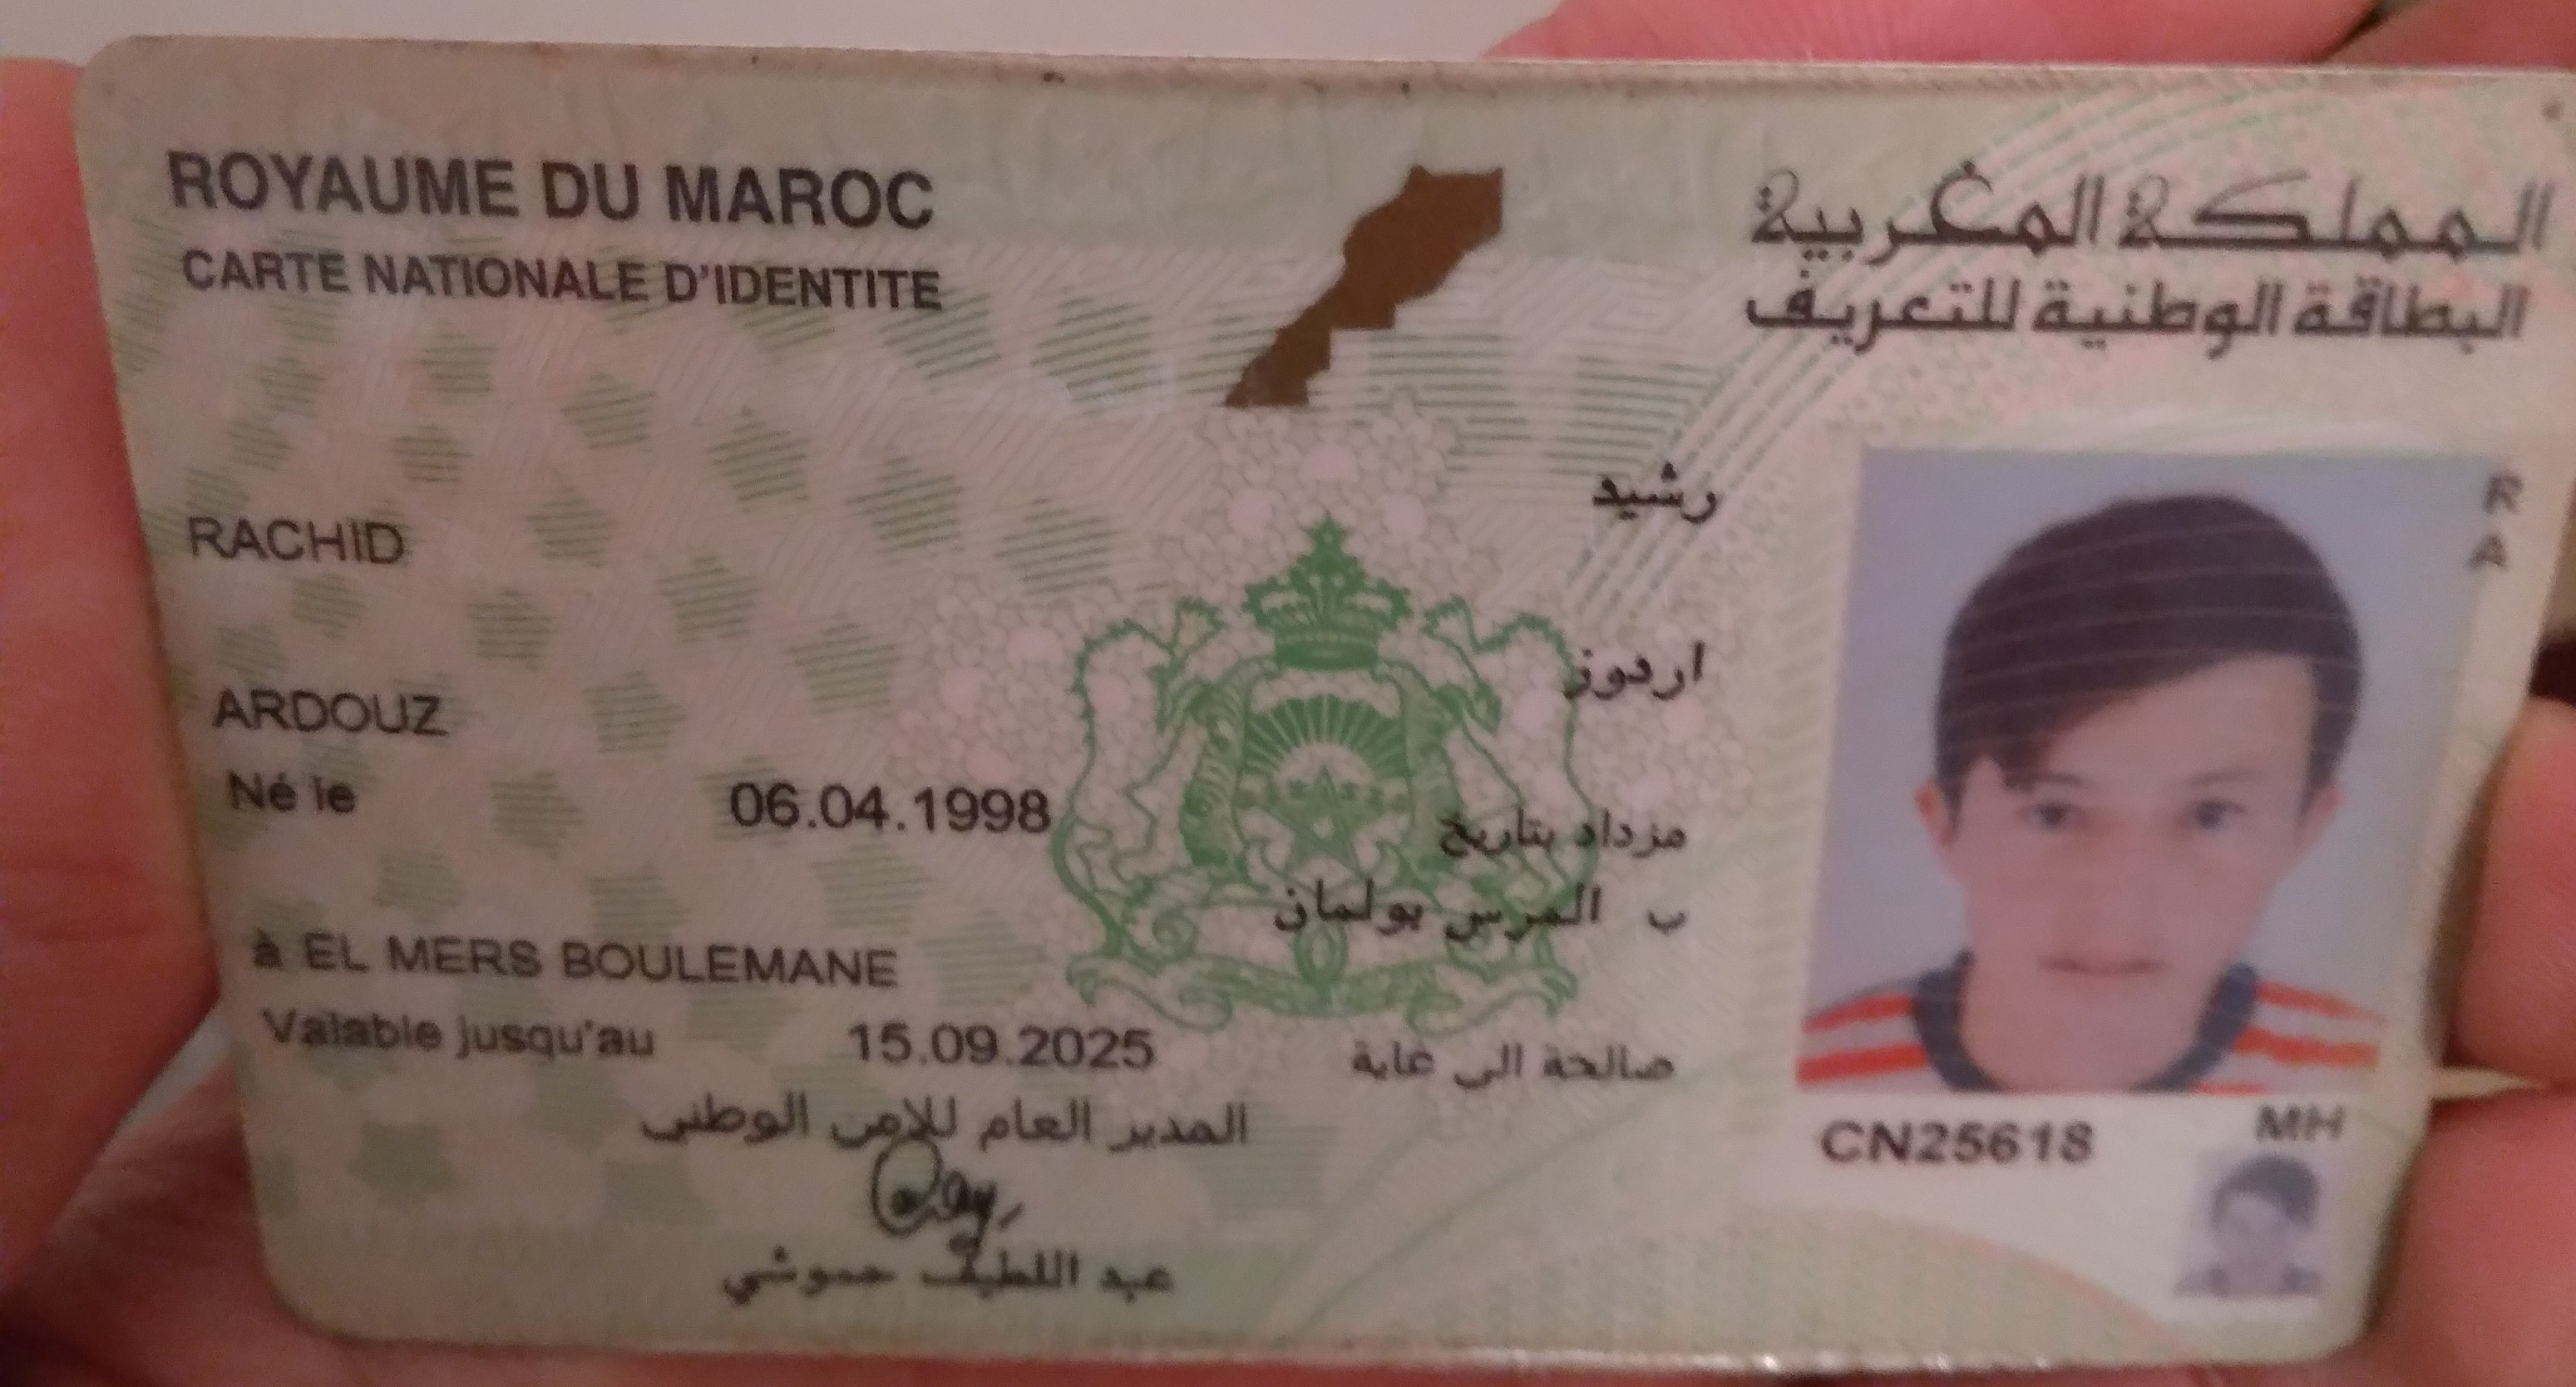 ROYAUME DU MAROC
المملكة المغربية
CARTE NATIONALE D'IDENTITE
البطاقة الوطنية للتعريف
RACHID
رشيد
ARDOUZ
اردوز
Né le 06.04.1998 مزداد بتاريخ
à EL MERS BOULEMANE
ب المرس بولمان
Valable jusqu'au 15.09.2025 صالحة الى غاية
المدير العام للامن الوطني
عبد اللطيف حموشي
R
A
CN25618
MH